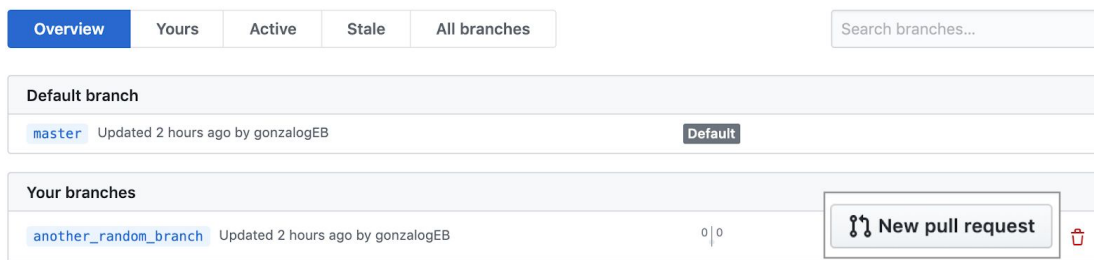 Overview Yours Active Stale All branches Search branches...
Default branch
master Updated 2 hours ago by gonzalogEB Default
Your branches
another_random_branch Updated 2 hours ago by gonzalogEB 0 0 New pull request